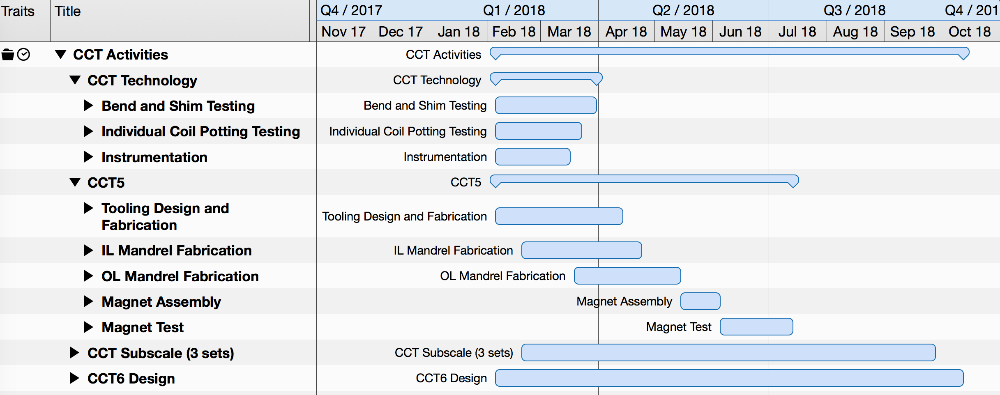 Traits Title Q4 / 2017 Q1 / 2018 Q2 / 2018 Q3 / 2018 Q4 / 201
Nov 17 Dec 17 Jan 18 Feb 18 Mar 18 Apr 18 May 18 Jun 18 Jul 18 Aug 18 Sep 18 Oct 18
CCT Activities CCT Activities
CCT Technology CCT Technology
Bend and Shim Testing Bend and Shim Testing
Individual Coil Potting Testing Individual Coil Potting Testing
Instrumentation Instrumentation
CCT5 CCT5
Tooling Design and
Fabrication Tooling Design and Fabrication
IL Mandrel Fabrication IL Mandrel Fabrication
OL Mandrel Fabrication OL Mandrel Fabrication
Magnet Assembly Magnet Assembly
Magnet Test Magnet Test
CCT Subscale (3 sets) CCT Subscale (3 sets)
CCT6 Design CCT6 Design